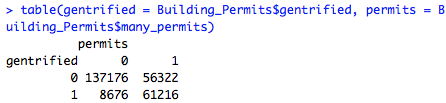 > table(gentrified = Building_Permits$gentrified, permits = B
uilding_Permits$many_permits)
permits
gentrified 0 1
0 137176 56322
1 8676 61216